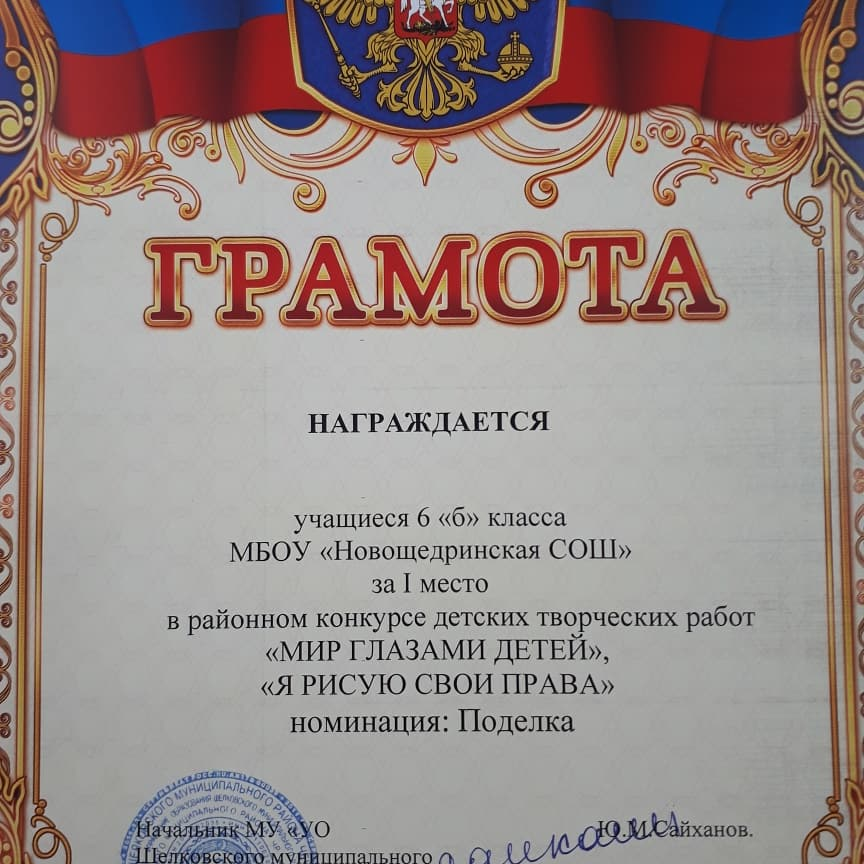 ГРАМОТА
НАГРАЖДАЕТСЯ
учащиеся 6 «б» класса
МБОУ «Новощедринская СОШ»
за I место
в районном конкурсе детских творческих работ
«МИР ГЛАЗАМИ ДЕТЕЙ»,
«Я РИСУЮ СВОИ ПРАВА»
номинация: Поделка
Начальник МУ «УО Ю.М.Сайханов.
Шелковского муниципального